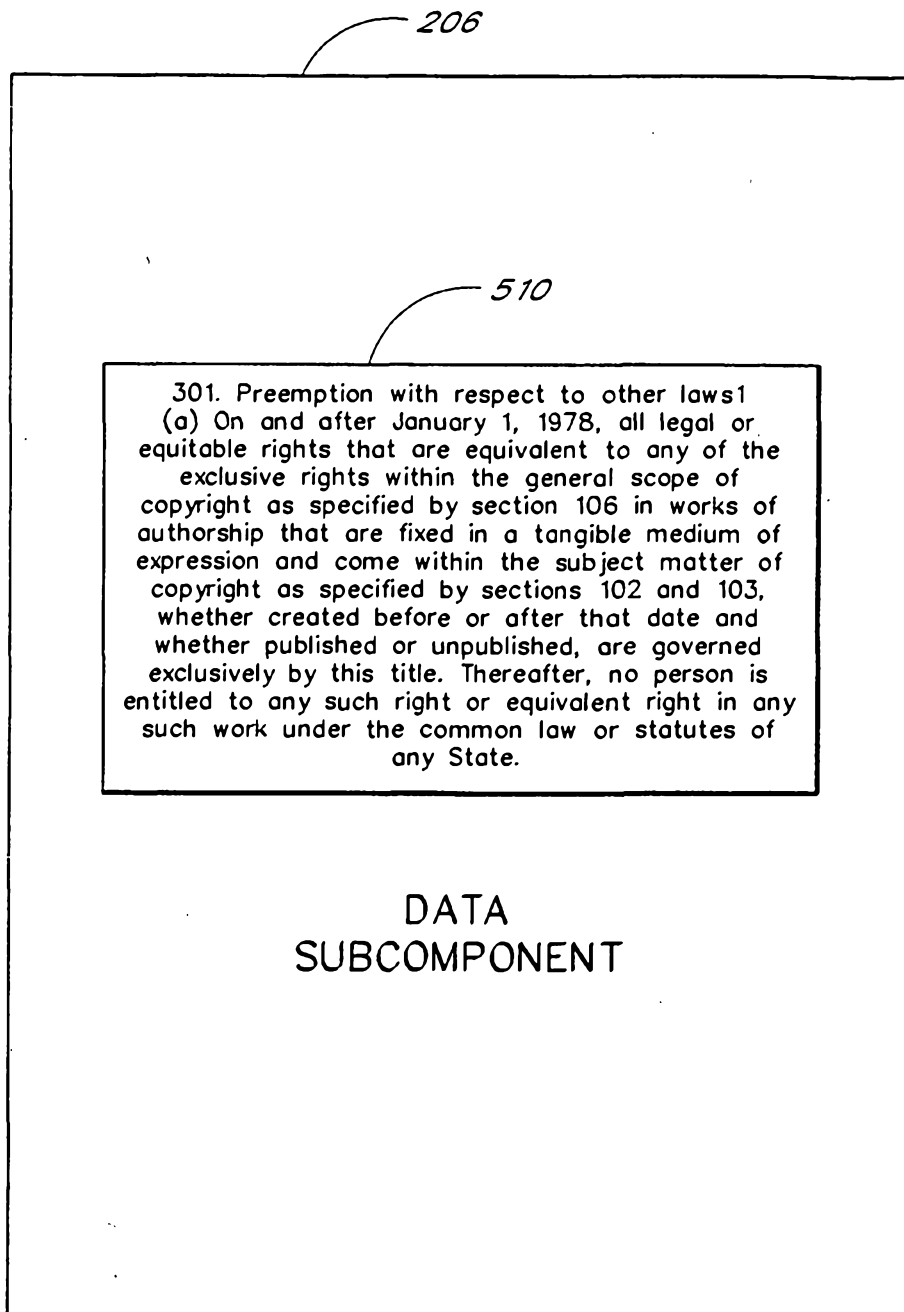 206
510
301. Preemption with respect to other laws1
(a) On and after January 1, 1978, all legal or
equitable rights that are equivalent to any of the
exclusive rights within the general scope of
copyright as specified by section 106 in works of
authorship that are fixed in a tangible medium of
expression and come within the subject matter of
copyright as specified by sections 102 and 103,
whether created before or after that date and
whether published or unpublished, are governed
exclusively by this title. Thereafter, no person is
entitled to any such right or equivalent right in any
such work under the common law or statutes of
any State.
DATA
SUBCOMPONENT